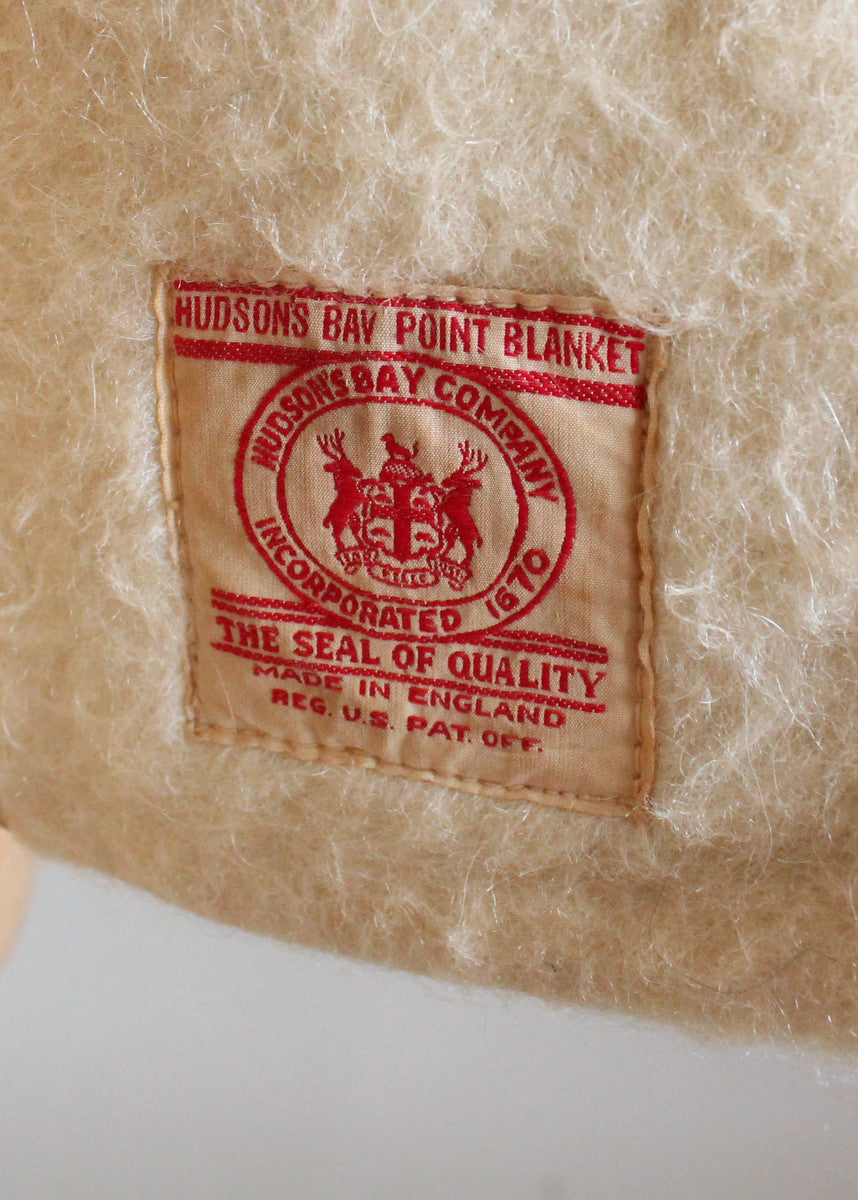 HUDSON'S BAY POINT BLANKET
HUDSON'S BAY COMPANY
INCORPORATED 1670
THE SEAL OF QUALITY
MADE IN ENGLAND
REG. U.S. PAT. OFF.